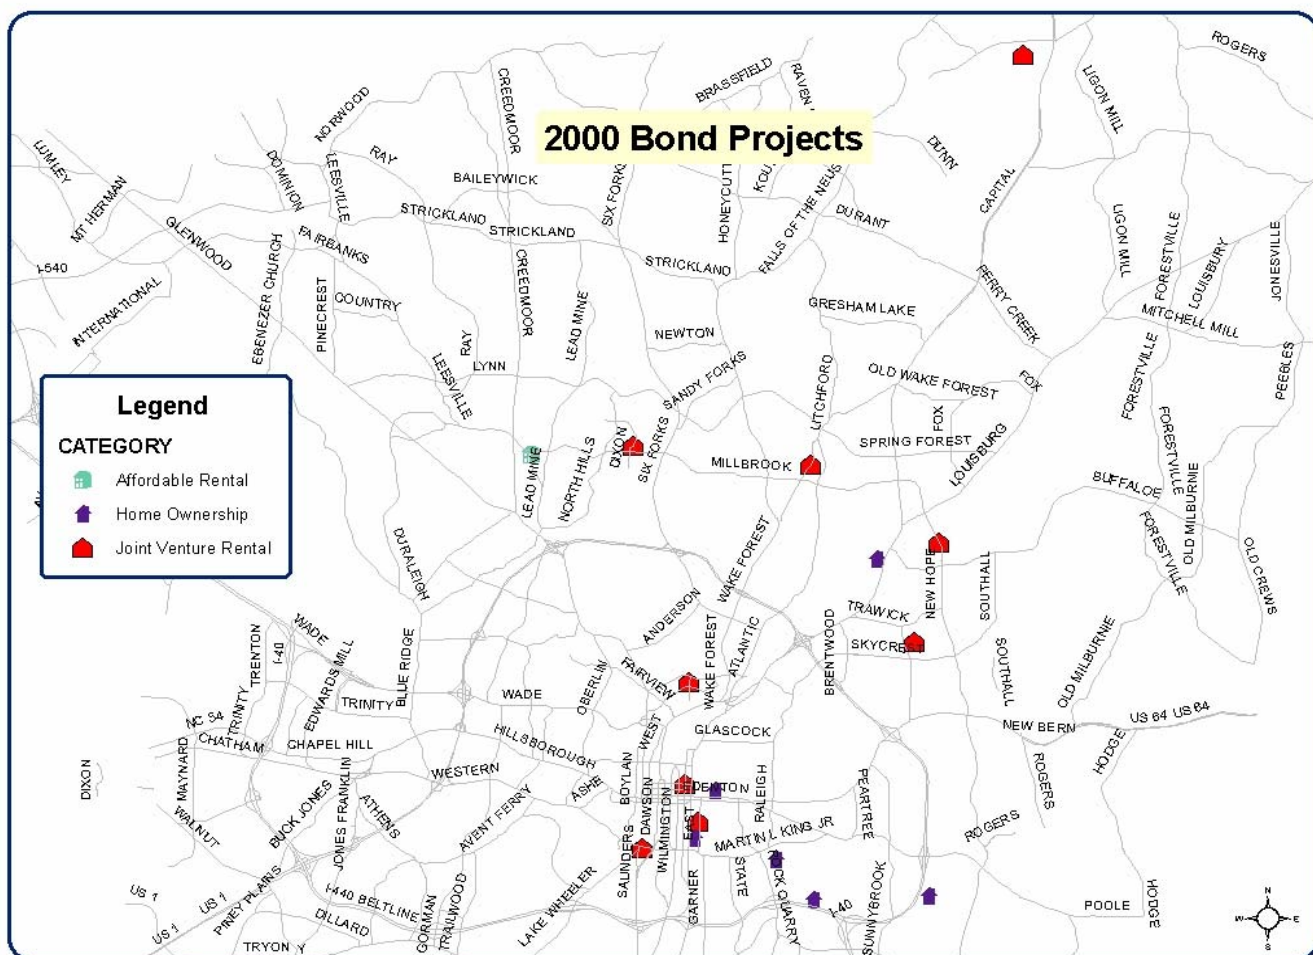 2000 Bond Projects
Legend
CATEGORY
Affordable Rental
Home Ownership
Joint Venture Rental
ROGERS
BRASSFIELD
LIGON MILL
CREEDMOOR
NORWOOD
DUNN
LUMLEY
DOMINION
LEESVILLE
RAY
BAILEYWICK
SIX FORKS
HONEYCUTT
CAPITAL
MT HERMAN
STRICKLAND
DURANT
FALLS OF THE NEUS
GLENWOOD
FAIRBANKS
STRICKLAND
LIGON MILL
FORESTVILLE
LOUISBURY
JONESVILLE
I-540
EBENEZER CHURCH
CREEDMOOR
STRICKLAND
INTERNATIONAL
PINECREST
COUNTRY
LEAD MINE
GRESHAM LAKE
PERRY CREEK
MITCHELL MILL
NEWTON
RAY
LYNN
LEESVILLE
SANDY FORKS
LITCHFORD
OLD WAKE FOREST
FOX
FORESTVILLE
PEEBLES
FOX
DIXON
SIX FORKS
SPRING FOREST
LOUISBURG
FORESTVILLE
NORTH HILLS
LEAD MINE
MILLBROOK
BUFFALOE
OLD MILBURNIE
DURALEIGH
FORESTVILLE
OLD CREWS
WAKE FOREST
NEW HOPE
SOUTHALL
ANDERSON
TRAWICK
WADE
TRENTON
I-40
EDWARDS MILL
BLUE RIDGE
FAIRVIEW
WAKE FOREST
ATLANTIC
BRENTWOOD
SKYCREST
SOUTHALL
OLD MILBURNIE
OBERLIN
TRINITY
TRINITY
WADE
NC 54
CHATHAM
CHAPEL HILL
HILLSBOROUGH
WEST
GLASCOCK
NEW BERN
US 64 US 64
HODGE
MAYNARD
DIXON
WESTERN
ASHE
BOYLAN
DENTON
RALEIGH
PEARTREE
ROGERS
WALNUT
BUCK JONES
JONES FRANKLIN
ATHENS
AVENT FERRY
SAUNDERS
DAWSON
WILMINGTON
EAST
MARTIN L KING JR
ROGERS
US 1
US 1
US 1
PINEY PLAINS
I-440 BELTLINE
DILLARD
TRYON
GORMAN
TRAILWOOD
LAKE WHEELER
GARNER
STATE
I-40
SUNNYBROOK
POOLE
HODGE
N
W
E
S